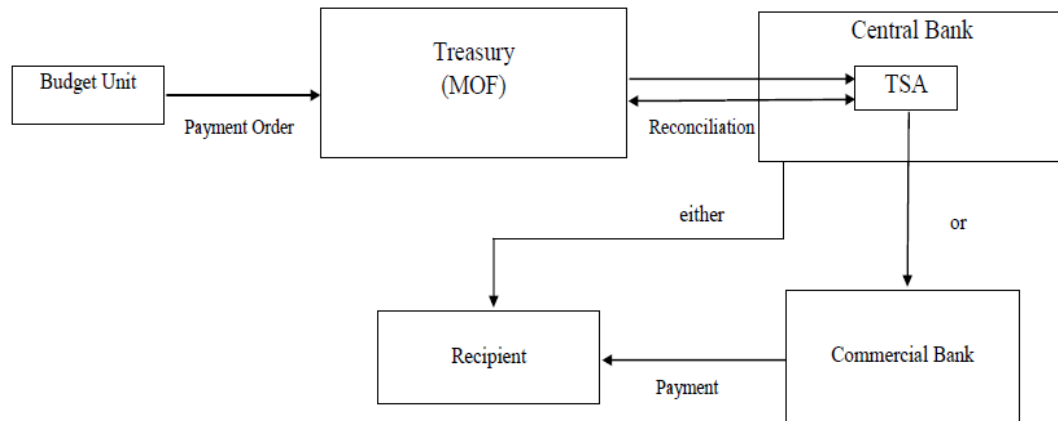 Central Bank
Treasury
(MOF)
Budget Unit
TSA
Payment Order
Reconciliation
either
or
Recipient
Commercial Bank
Payment